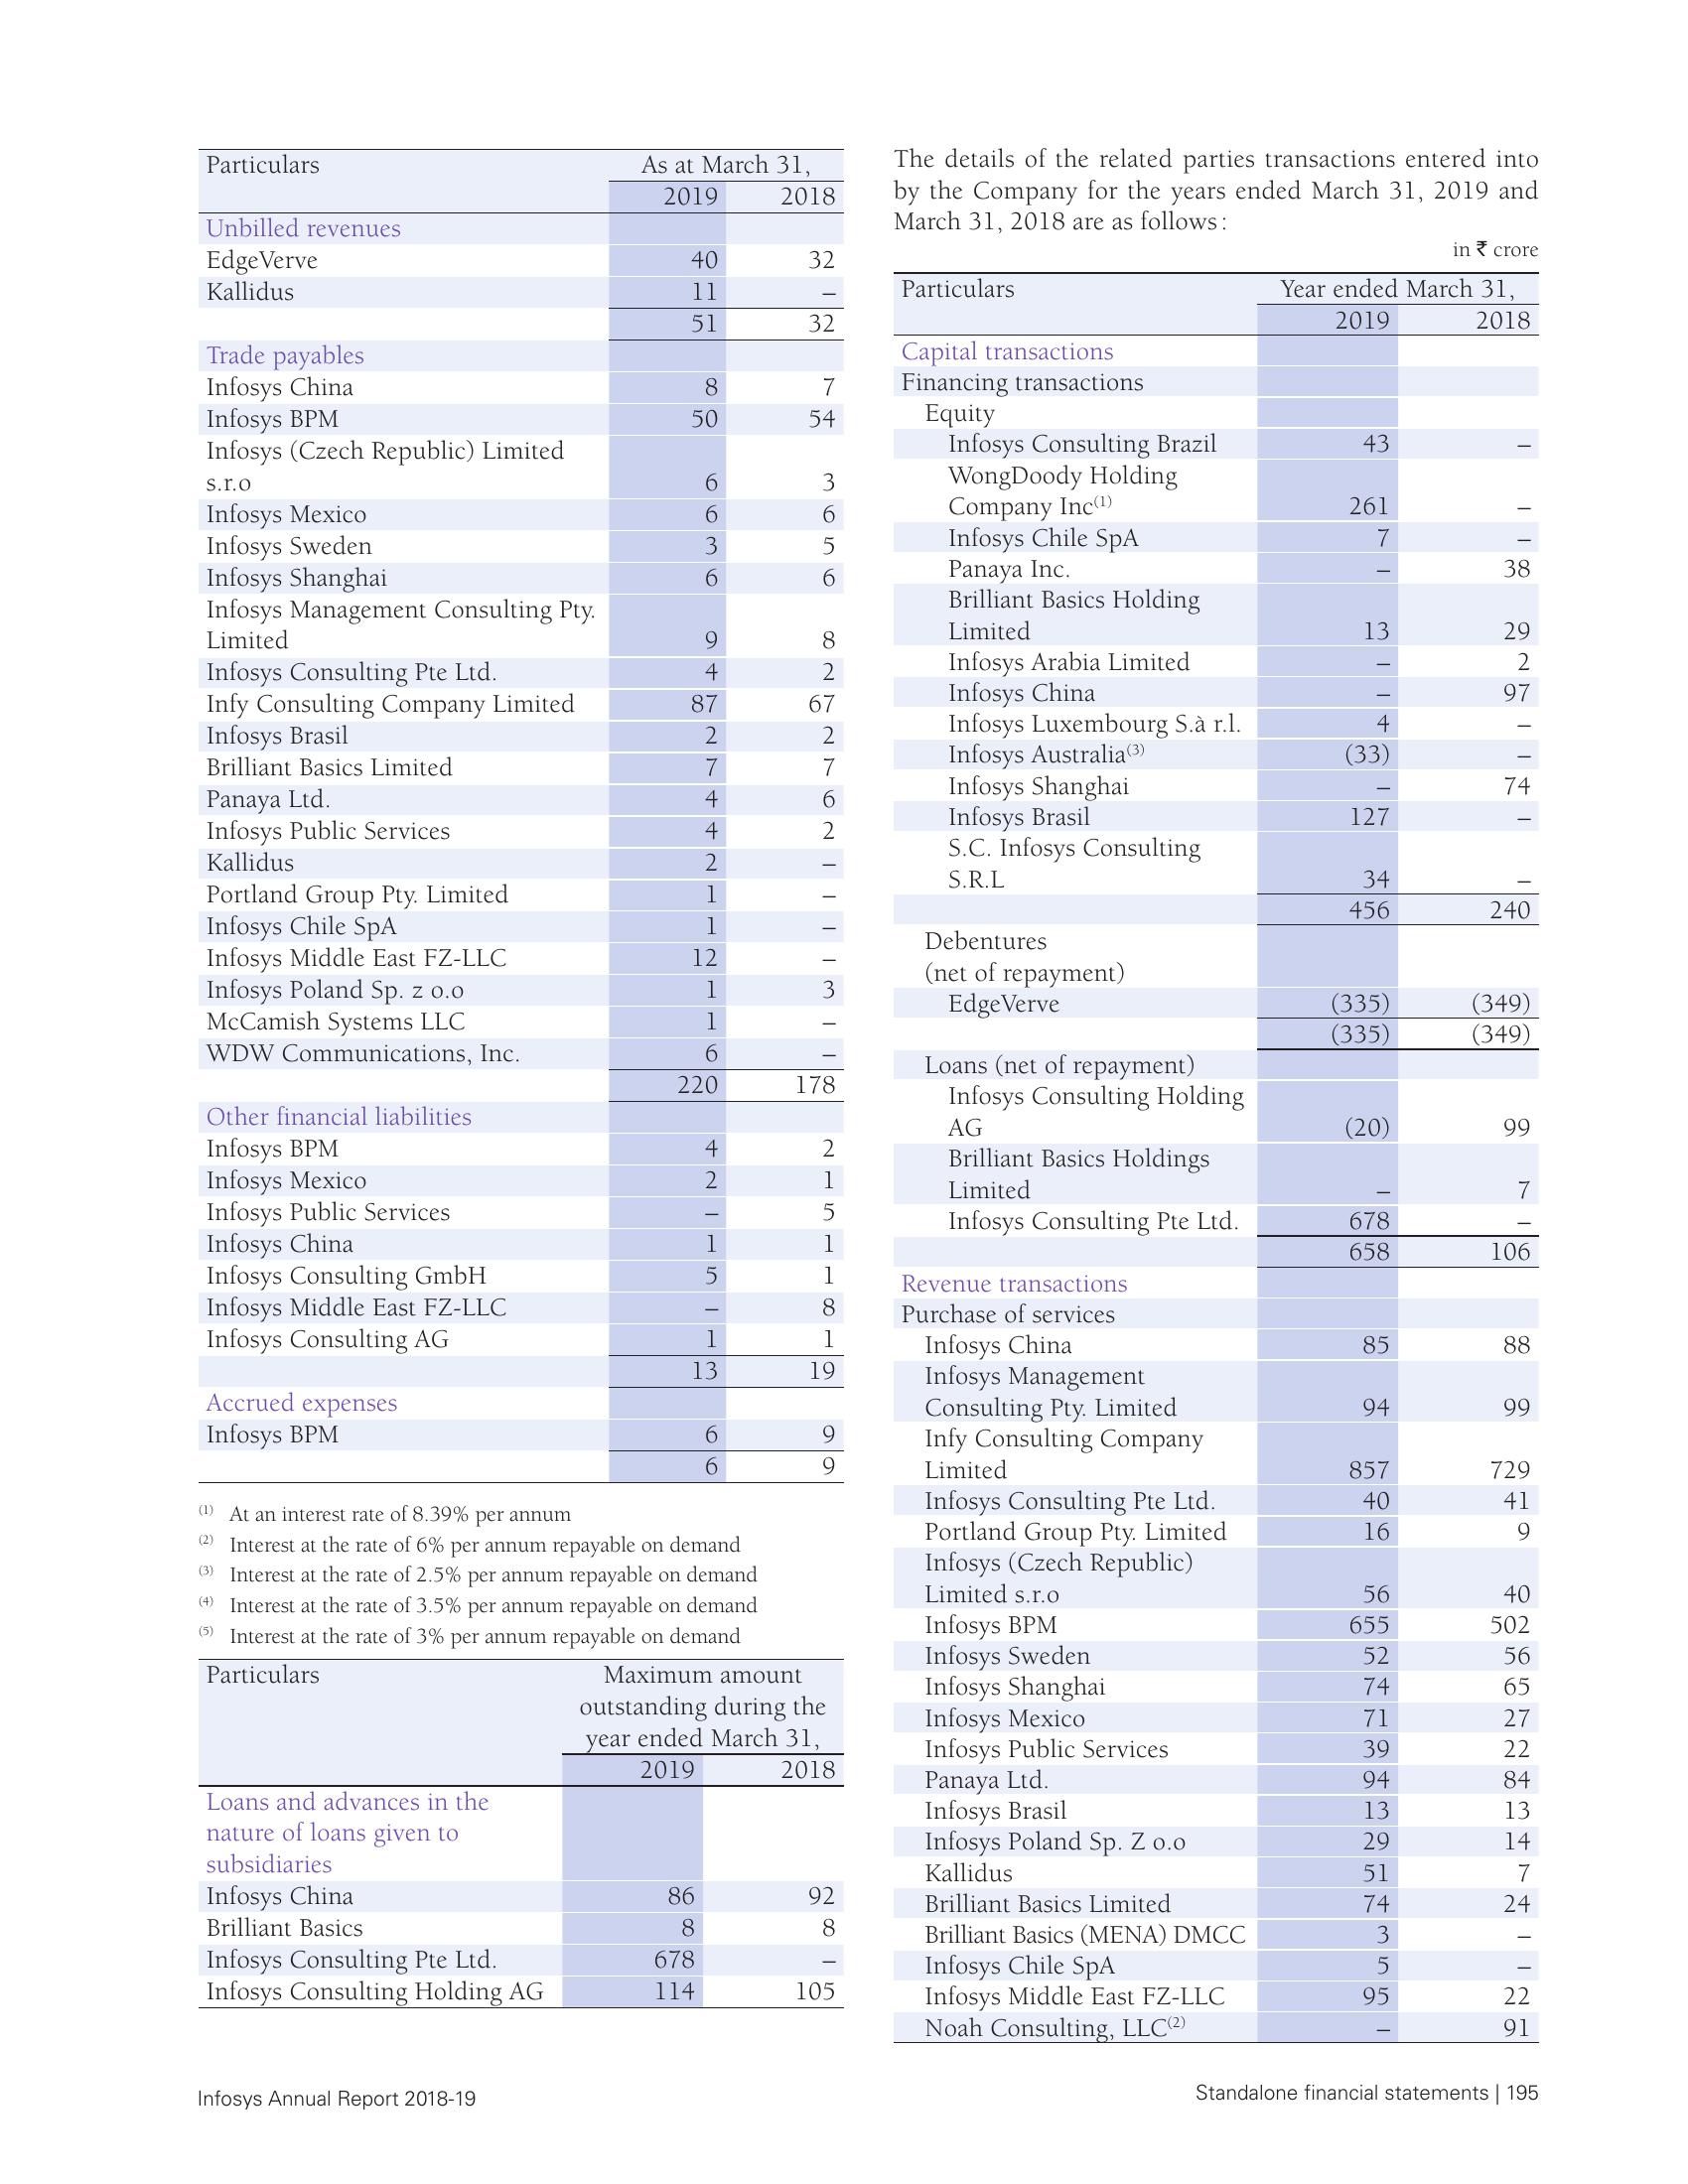 Particulars As at March 31,
2019 2018
Unbilled revenues
EdgeVerve 40 32
Kallidus 11 –
51 32
Trade payables
Infosys China 8 7
Infosys BPM 50 54
Infosys (Czech Republic) Limited
s.r.o 6 3
Infosys Mexico 6 6
Infosys Sweden 3 5
Infosys Shanghai 6 6
Infosys Management Consulting Pty.
Limited 9 8
Infosys Consulting Pte Ltd. 4 2
Infy Consulting Company Limited 87 67
Infosys Brasil 2 2
Brilliant Basics Limited 7 7
Panaya Ltd. 4 6
Infosys Public Services 4 2
Kallidus 2 –
Portland Group Pty. Limited 1 –
Infosys Chile SpA 1 –
Infosys Middle East FZ-LLC 12 –
Infosys Poland Sp. z o.o 1 3
McCamish Systems LLC 1 –
WDW Communications, Inc. 6 –
220 178
Other financial liabilities
Infosys BPM 4 2
Infosys Mexico 2 1
Infosys Public Services – 5
Infosys China 1 1
Infosys Consulting GmbH 5 1
Infosys Middle East FZ-LLC – 8
Infosys Consulting AG 1 1
13 19
Accrued expenses
Infosys BPM 6 9
6 9
(1) At an interest rate of 8.39% per annum
(2) Interest at the rate of 6% per annum repayable on demand
(3) Interest at the rate of 2.5% per annum repayable on demand
(4) Interest at the rate of 3.5% per annum repayable on demand
(5) Interest at the rate of 3% per annum repayable on demand
Particulars Maximum amount
outstanding during the
year ended March 31,
2019 2018
Loans and advances in the
nature of loans given to
subsidiaries
Infosys China 86 92
Brilliant Basics 8 8
Infosys Consulting Pte Ltd. 678 –
Infosys Consulting Holding AG 114 105
The details of the related parties transactions entered into
by the Company for the years ended March 31, 2019 and
March 31, 2018 are as follows:
in ₹ crore
Particulars Year ended March 31,
2019 2018
Capital transactions
Financing transactions
Equity
Infosys Consulting Brazil 43 –
WongDoody Holding
Company Inc(1) 261 –
Infosys Chile SpA 7 –
Panaya Inc. – 38
Brilliant Basics Holding
Limited 13 29
Infosys Arabia Limited – 2
Infosys China – 97
Infosys Luxembourg S.à r.l. 4 –
Infosys Australia(3) (33) –
Infosys Shanghai – 74
Infosys Brasil 127 –
S.C. Infosys Consulting
S.R.L 34 –
456 240
Debentures
(net of repayment)
EdgeVerve (335) (349)
(335) (349)
Loans (net of repayment)
Infosys Consulting Holding
AG (20) 99
Brilliant Basics Holdings
Limited – 7
Infosys Consulting Pte Ltd. 678 –
658 106
Revenue transactions
Purchase of services
Infosys China 85 88
Infosys Management
Consulting Pty. Limited 94 99
Infy Consulting Company
Limited 857 729
Infosys Consulting Pte Ltd. 40 41
Portland Group Pty. Limited 16 9
Infosys (Czech Republic)
Limited s.r.o 56 40
Infosys BPM 655 502
Infosys Sweden 52 56
Infosys Shanghai 74 65
Infosys Mexico 71 27
Infosys Public Services 39 22
Panaya Ltd. 94 84
Infosys Brasil 13 13
Infosys Poland Sp. Z o.o 29 14
Kallidus 51 7
Brilliant Basics Limited 74 24
Brilliant Basics (MENA) DMCC 3 –
Infosys Chile SpA 5 –
Infosys Middle East FZ-LLC 95 22
Noah Consulting, LLC(2) – 91
Infosys Annual Report 2018-19
Standalone financial statements | 195